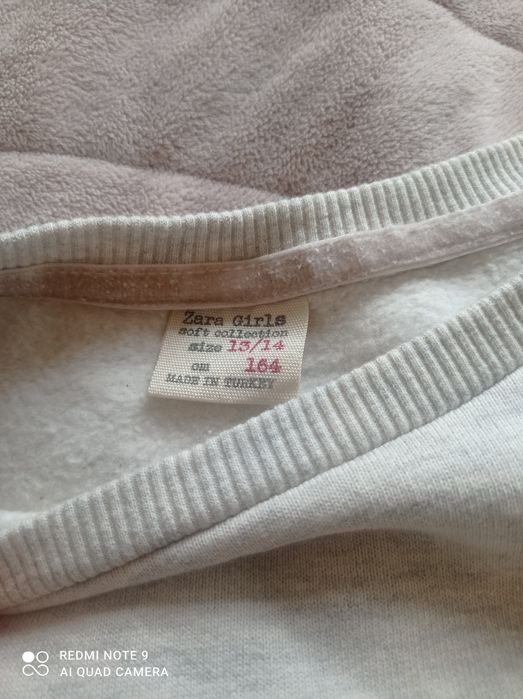 Zara Girls
soft collection
size 13/14
cm 164
MADE IN TURKEY
REDMI NOTE 9
AI QUAD CAMERA